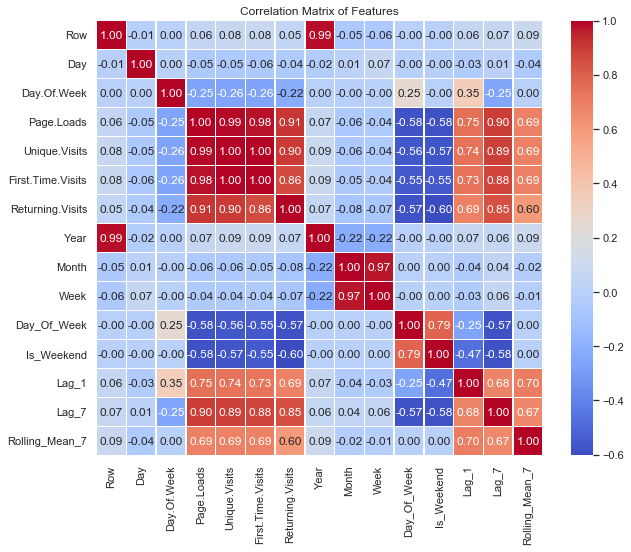 Correlation Matrix of Features
Row 1.00 -0.01 0.00 0.06 0.08 0.08 0.05 0.99 -0.05 -0.06 -0.00 -0.00 0.06 0.07 0.09
Day -0.01 1.00 0.00 -0.05 -0.05 -0.06 -0.04 -0.02 0.01 0.07 -0.00 -0.00 -0.03 0.01 -0.04
Day.Of.Week 0.00 0.00 1.00 -0.25 -0.26 -0.26 -0.22 0.00 -0.00 -0.00 0.25 -0.00 0.35 -0.25 0.00
Page.Loads 0.06 -0.05 -0.25 1.00 0.99 0.98 0.91 0.07 -0.06 -0.04 -0.58 -0.58 0.75 0.90 0.69
Unique.Visits 0.08 -0.05 -0.26 0.99 1.00 1.00 0.90 0.09 -0.06 -0.04 -0.56 -0.57 0.74 0.89 0.69
First.Time.Visits 0.08 -0.06 -0.26 0.98 1.00 1.00 0.86 0.09 -0.05 -0.04 -0.55 -0.55 0.73 0.88 0.69
Returning.Visits 0.05 -0.04 -0.22 0.91 0.90 0.86 1.00 0.07 -0.08 -0.07 -0.57 -0.60 0.69 0.85 0.60
Year 0.99 -0.02 0.00 0.07 0.09 0.09 0.07 1.00 -0.22 -0.22 -0.00 -0.00 0.07 0.06 0.09
Month -0.05 0.01 -0.00 -0.06 -0.06 -0.05 -0.08 -0.22 1.00 0.97 0.00 0.00 -0.04 0.04 -0.02
Week -0.06 0.07 -0.00 -0.04 -0.04 -0.04 -0.07 -0.22 0.97 1.00 -0.00 0.00 -0.03 0.06 -0.01
Day_Of_Week -0.00 -0.00 0.25 -0.58 -0.56 -0.55 -0.57 -0.00 0.00 -0.00 1.00 0.79 -0.25 -0.57 0.00
Is_Weekend -0.00 -0.00 -0.00 -0.58 -0.57 -0.55 -0.60 -0.00 0.00 0.00 0.79 1.00 -0.47 -0.58 0.00
Lag_1 0.06 -0.03 0.35 0.75 0.74 0.73 0.69 0.07 -0.04 -0.03 -0.25 -0.47 1.00 0.68 0.70
Lag_7 0.07 0.01 -0.25 0.90 0.89 0.88 0.85 0.06 0.04 0.06 -0.57 -0.58 0.68 1.00 0.67
Rolling_Mean_7 0.09 -0.04 0.00 0.69 0.69 0.69 0.60 0.09 -0.02 -0.01 0.00 0.00 0.70 0.67 1.00
Row Day Day.Of.Week Page.Loads Unique.Visits First.Time.Visits Returning.Visits Year Month Week Day_Of_Week Is_Weekend Lag_1 Lag_7 Rolling_Mean_7
1.0
0.8
0.6
0.4
0.2
0.0
-0.2
-0.4
-0.6